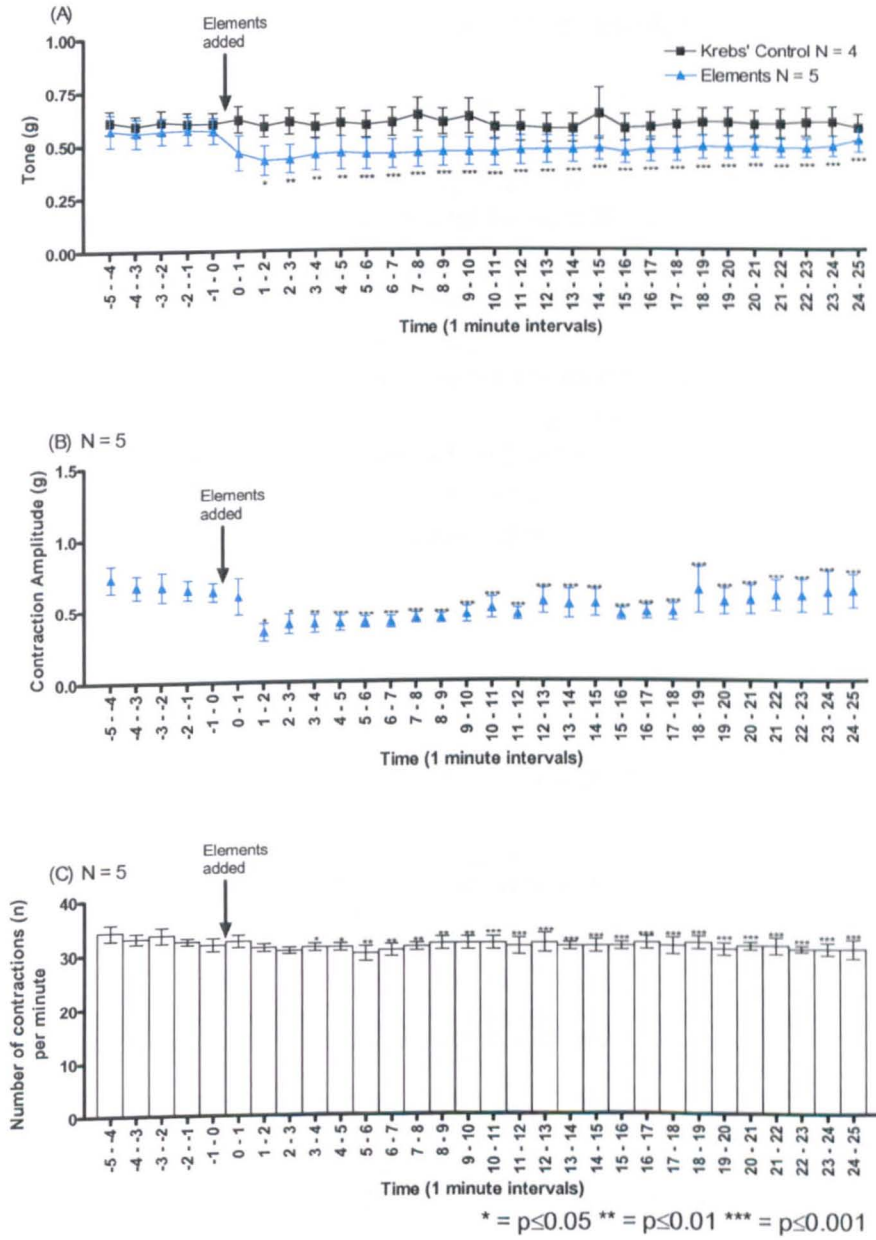 (A)
Elements
added
Krebs' Control N = 4
Elements N = 5
1.00
0.75
0.50
0.25
0.00
Tone (g)
* ** ** ** *** *** *** *** *** *** *** *** *** *** *** *** *** *** *** *** *** *** *** ***
-5 - -4 -4 - -3 -3 - -2 -2 - -1 -1 - 0 0 - 1 1 - 2 2 - 3 3 - 4 4 - 5 5 - 6 6 - 7 7 - 8 8 - 9 9 - 10 10 - 11 11 - 12 12 - 13 13 - 14 14 - 15 15 - 16 16 - 17 17 - 18 18 - 19 19 - 20 20 - 21 21 - 22 22 - 23 23 - 24 24 - 25
Time (1 minute intervals)
(B) N = 5
Elements
added
1.5
1.0
0.5
0.0
Contraction Amplitude (g)
* * ** *** *** *** *** *** *** *** *** *** *** *** *** *** *** *** *** *** *** *** *** ***
-5 - -4 -4 - -3 -3 - -2 -2 - -1 -1 - 0 0 - 1 1 - 2 2 - 3 3 - 4 4 - 5 5 - 6 6 - 7 7 - 8 8 - 9 9 - 10 10 - 11 11 - 12 12 - 13 13 - 14 14 - 15 15 - 16 16 - 17 17 - 18 18 - 19 19 - 20 20 - 21 21 - 22 22 - 23 23 - 24 24 - 25
Time (1 minute intervals)
(C) N = 5
Elements
added
40
30
20
10
0
Number of contractions (n)
per minute
* * ** ** ** ** ** *** *** *** *** *** *** *** *** *** *** *** *** *** *** ***
-5 - -4 -4 - -3 -3 - -2 -2 - -1 -1 - 0 0 - 1 1 - 2 2 - 3 3 - 4 4 - 5 5 - 6 6 - 7 7 - 8 8 - 9 9 - 10 10 - 11 11 - 12 12 - 13 13 - 14 14 - 15 15 - 16 16 - 17 17 - 18 18 - 19 19 - 20 20 - 21 21 - 22 22 - 23 23 - 24 24 - 25
Time (1 minute intervals)
* = p≤0.05 ** = p≤0.01 *** = p≤0.001